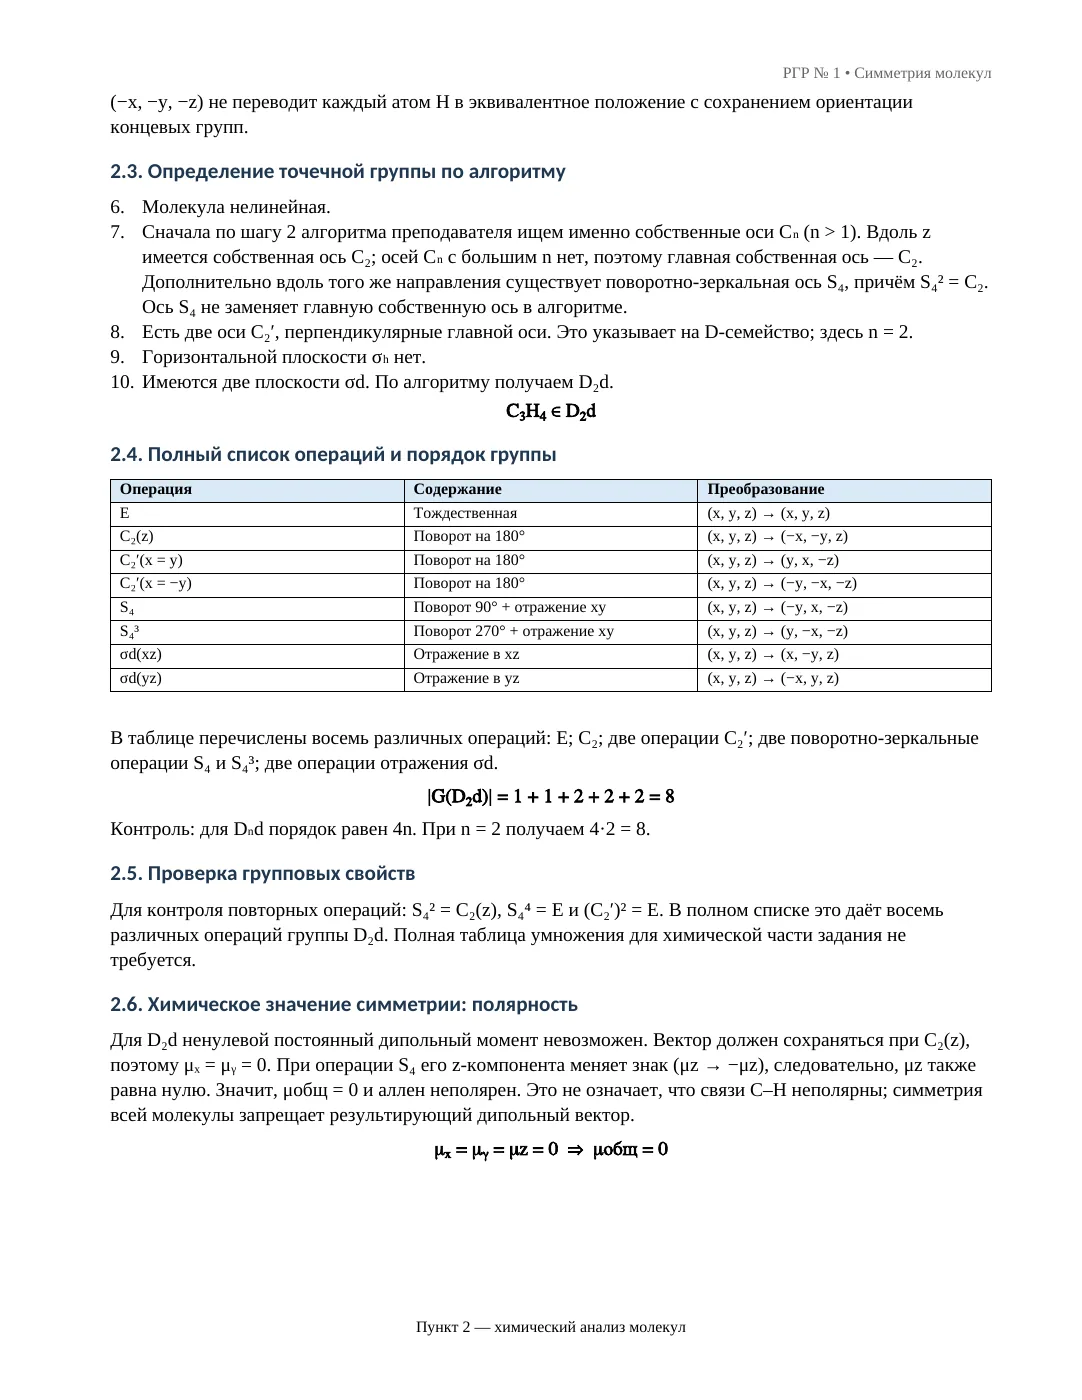 РГР № 1 • Симметрия молекул
(−x, −y, −z) не переводит каждый атом H в эквивалентное положение с сохранением ориентации
концевых групп.
2.3. Определение точечной группы по алгоритму
6. Молекула нелинейная.
7. Сначала по шагу 2 алгоритма преподавателя ищем именно собственные оси Cₙ (n > 1). Вдоль z
имеется собственная ось C₂; осей Cₙ с большим n нет, поэтому главная собственная ось — C₂.
Дополнительно вдоль того же направления существует поворотно-зеркальная ось S₄, причём S₄² = C₂.
Ось S₄ не заменяет главную собственную ось в алгоритме.
8. Есть две оси C₂′, перпендикулярные главной оси. Это указывает на D-семейство; здесь n = 2.
9. Горизонтальной плоскости σₕ нет.
10. Имеются две плоскости σd. По алгоритму получаем D₂d.
C₃H₄ ∈ D₂d
2.4. Полный список операций и порядок группы
Операция Содержание Преобразование
E Тождественная (x, y, z) → (x, y, z)
C₂(z) Поворот на 180° (x, y, z) → (−x, −y, z)
C₂′(x = y) Поворот на 180° (x, y, z) → (y, x, −z)
C₂′(x = −y) Поворот на 180° (x, y, z) → (−y, −x, −z)
S₄ Поворот 90° + отражение xy (x, y, z) → (−y, x, −z)
S₄³ Поворот 270° + отражение xy (x, y, z) → (y, −x, −z)
σd(xz) Отражение в xz (x, y, z) → (x, −y, z)
σd(yz) Отражение в yz (x, y, z) → (−x, y, z)
В таблице перечислены восемь различных операций: E; C₂; две операции C₂′; две поворотно-зеркальные
операции S₄ и S₄³; две операции отражения σd.
|G(D₂d)| = 1 + 1 + 2 + 2 + 2 = 8
Контроль: для Dₙd порядок равен 4n. При n = 2 получаем 4·2 = 8.
2.5. Проверка групповых свойств
Для контроля повторных операций: S₄² = C₂(z), S₄⁴ = E и (C₂′)² = E. В полном списке это даёт восемь
различных операций группы D₂d. Полная таблица умножения для химической части задания не
требуется.
2.6. Химическое значение симметрии: полярность
Для D₂d ненулевой постоянный дипольный момент невозможен. Вектор должен сохраняться при C₂(z),
поэтому μₓ = μᵧ = 0. При операции S₄ его z-компонента меняет знак (μz → −μz), следовательно, μz также
равна нулю. Значит, μобщ = 0 и аллен неполярен. Это не означает, что связи C–H неполярны; симметрия
всей молекулы запрещает результирующий дипольный вектор.
μₓ = μᵧ = μz = 0 ⇒ μобщ = 0
Пункт 2 — химический анализ молекул